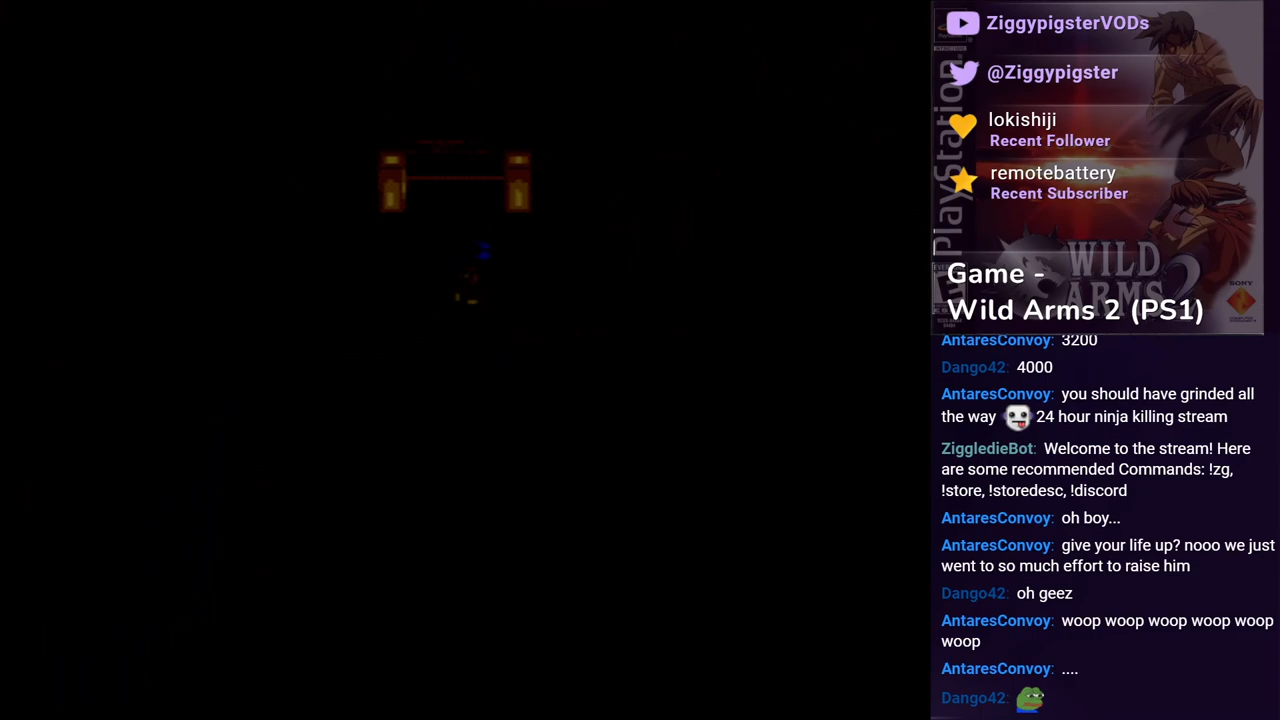 ZiggypigsterVODs
@Ziggypigster
lokishiji
Recent Follower
remotebattery
Recent Subscriber
PlayStation
WILD
ARMS 2
SONY
Game -
Wild Arms 2 (PS1)
AntaresConvoy: 3200
Dango42: 4000
AntaresConvoy: you should have grinded all
the way 24 hour ninja killing stream
ZiggledieBot: Welcome to the stream! Here
are some recommended Commands: !zg,
!store, !storedesc, !discord
AntaresConvoy: oh boy...
AntaresConvoy: give your life up? nooo we just
went to so much effort to raise him
Dango42: oh geez
AntaresConvoy: woop woop woop woop woop
woop
AntaresConvoy: ....
Dango42: